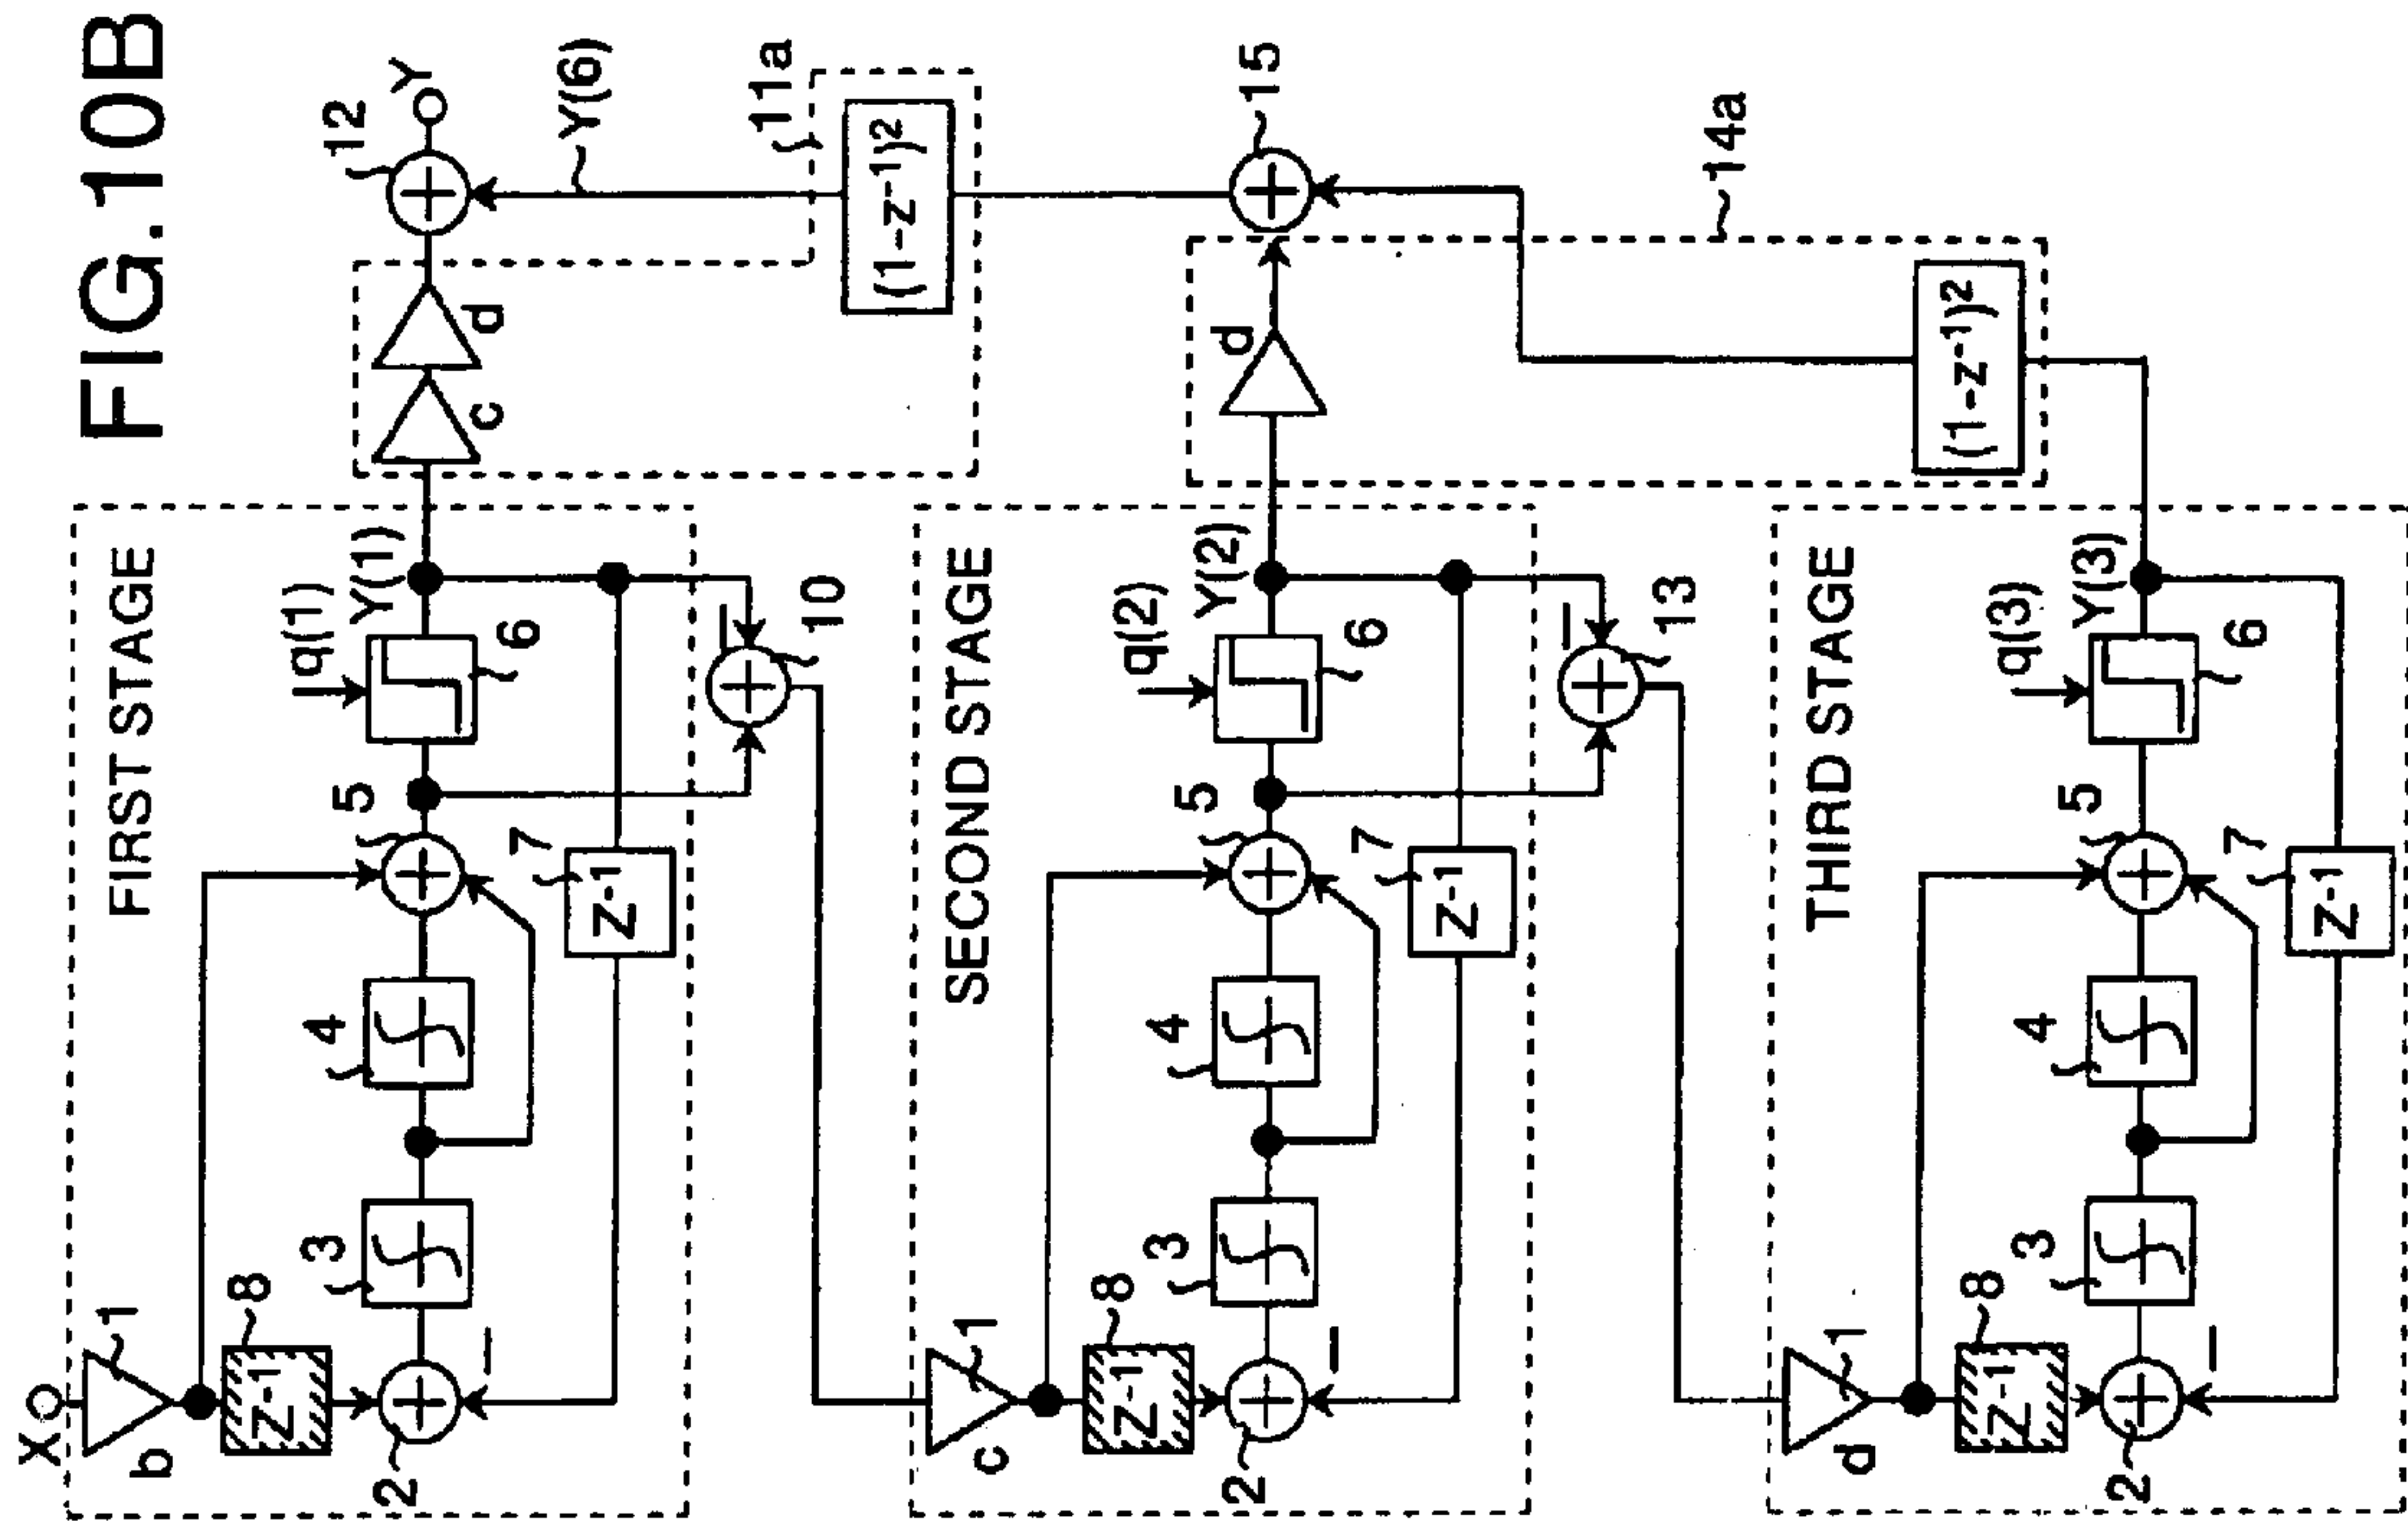 FIG. 10B
FIRST STAGE
X
b
1
8
z-1
2
3
4
5
q(1)
Y(1)
6
7
z-1
10
c
d
12
Y
Y(6)
11a
(1-z-1)2
SECOND STAGE
c
1
8
z-1
2
3
4
5
q(2)
Y(2)
6
7
z-1
13
d
15
14a
(1-z-1)2
THIRD STAGE
d
1
8
z-1
2
3
4
5
q(3)
Y(3)
6
7
z-1